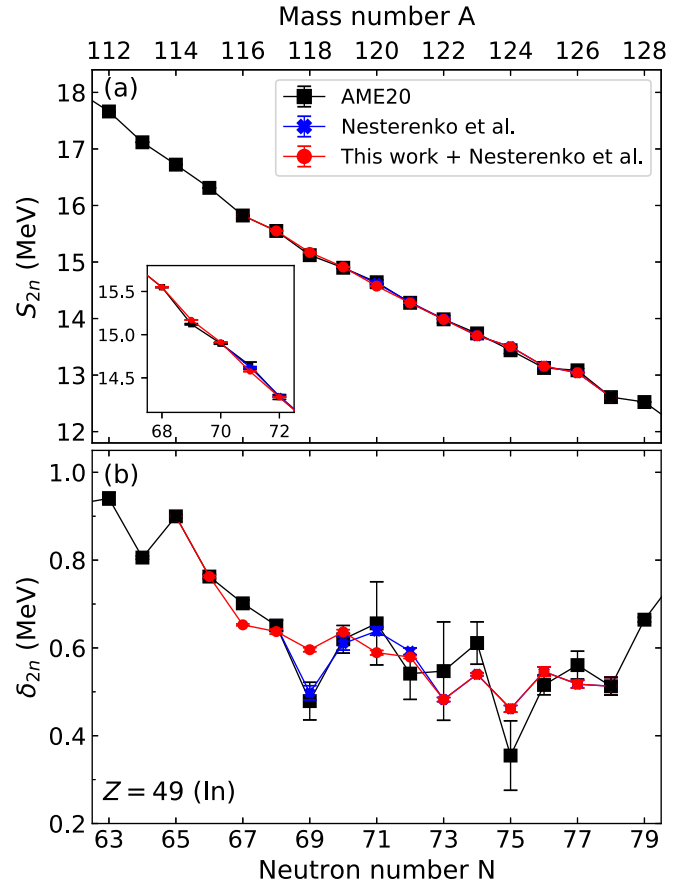 Mass number A
112 114 116 118 120 122 124 126 128
(a)
AME20
Nesterenko et al.
This work + Nesterenko et al.
S2n (MeV)
18
17
16
15
14
13
12
15.5
15.0
14.5
68 70 72
(b)
δ2n (MeV)
1.0
0.8
0.6
0.4
0.2
Z = 49 (In)
63 65 67 69 71 73 75 77 79
Neutron number N